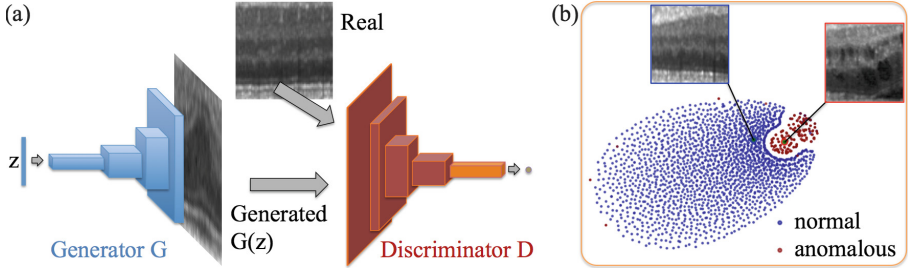 (a)
Real
z
Generated
G(z)
Generator G
Discriminator D
(b)
normal
anomalous